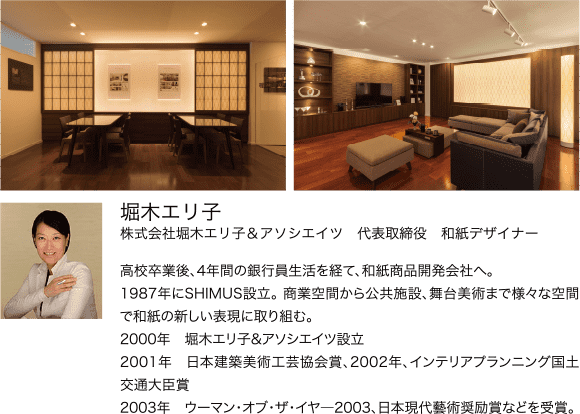 堀木エリ子
株式会社堀木エリ子＆アソシエイツ　代表取締役　和紙デザイナー
高校卒業後、4年間の銀行員生活を経て、和紙商品開発会社へ。
1987年にSHIMUS設立。商業空間から公共施設、舞台美術まで様々な空間
で和紙の新しい表現に取り組む。
2000年　堀木エリ子&アソシエイツ設立
2001年　日本建築美術工芸協会賞、2002年、インテリアプランニング国土
交通大臣賞
2003年　ウーマン・オブ・ザ・イヤ―2003、日本現代藝術奨励賞などを受賞。